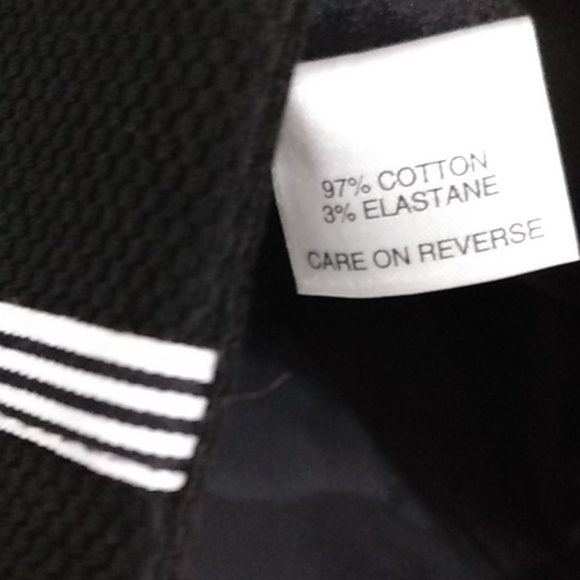 97% COTTON
3% ELASTANE
CARE ON REVERSE